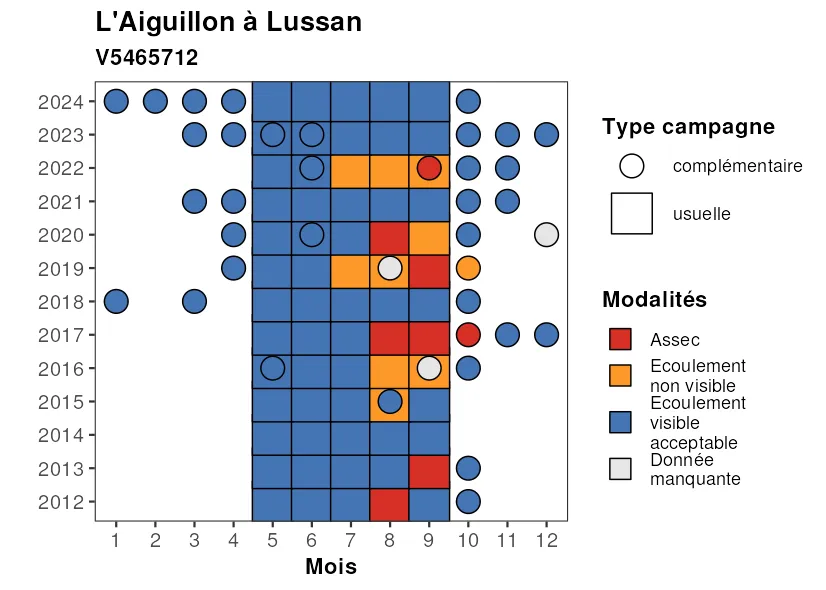 L'Aiguillon à Lussan
V5465712
2024
2023
2022
2021
2020
2019
2018
2017
2016
2015
2014
2013
2012
1 2 3 4 5 6 7 8 9 10 11 12
Mois
Type campagne
complémentaire
usuelle
Modalités
Assec
Ecoulement
non visible
Ecoulement
visible
acceptable
Donnée
manquante